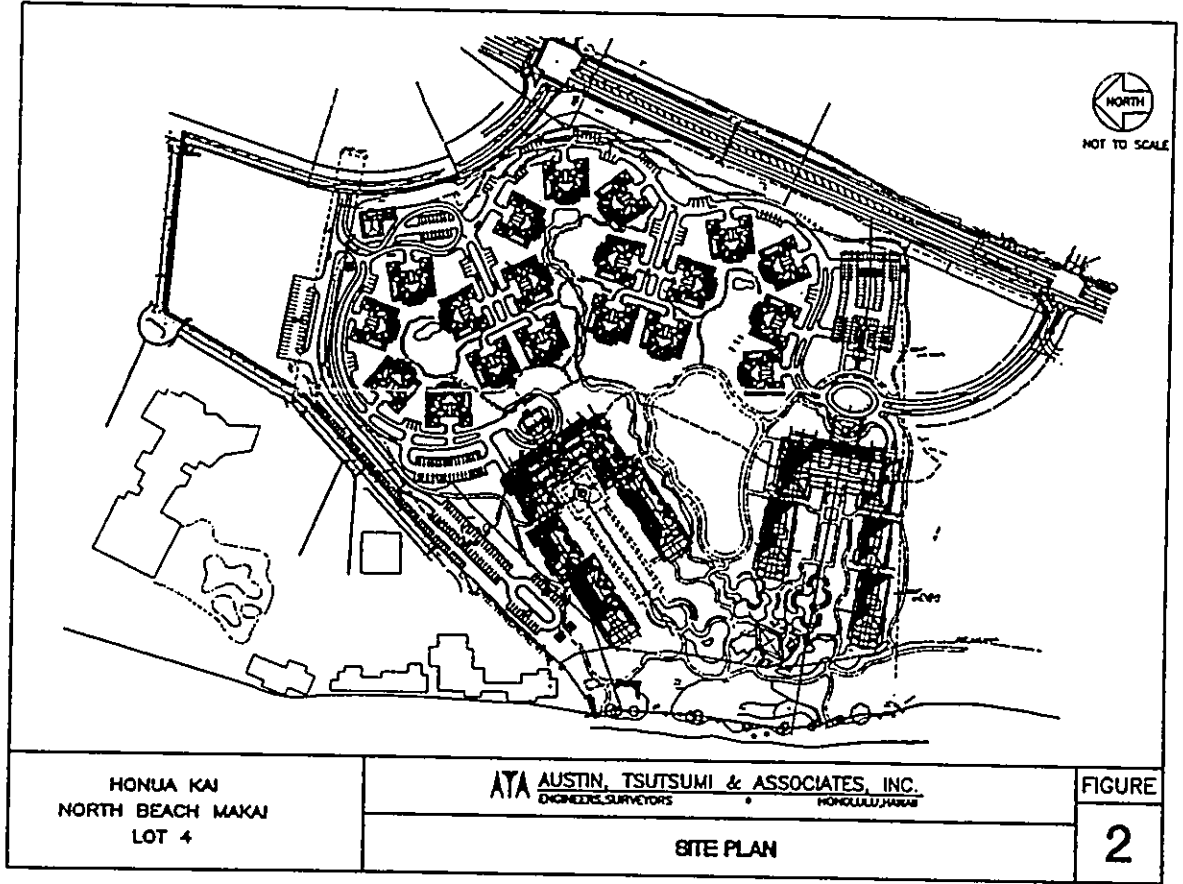 NORTH
NOT TO SCALE
HONUA KAI
NORTH BEACH MAKAI
LOT 4
ATA AUSTIN, TSUTSUMI & ASSOCIATES, INC.
ENGINEERS, SURVEYORS • HONOLULU, HAWAII
SITE PLAN
FIGURE
2